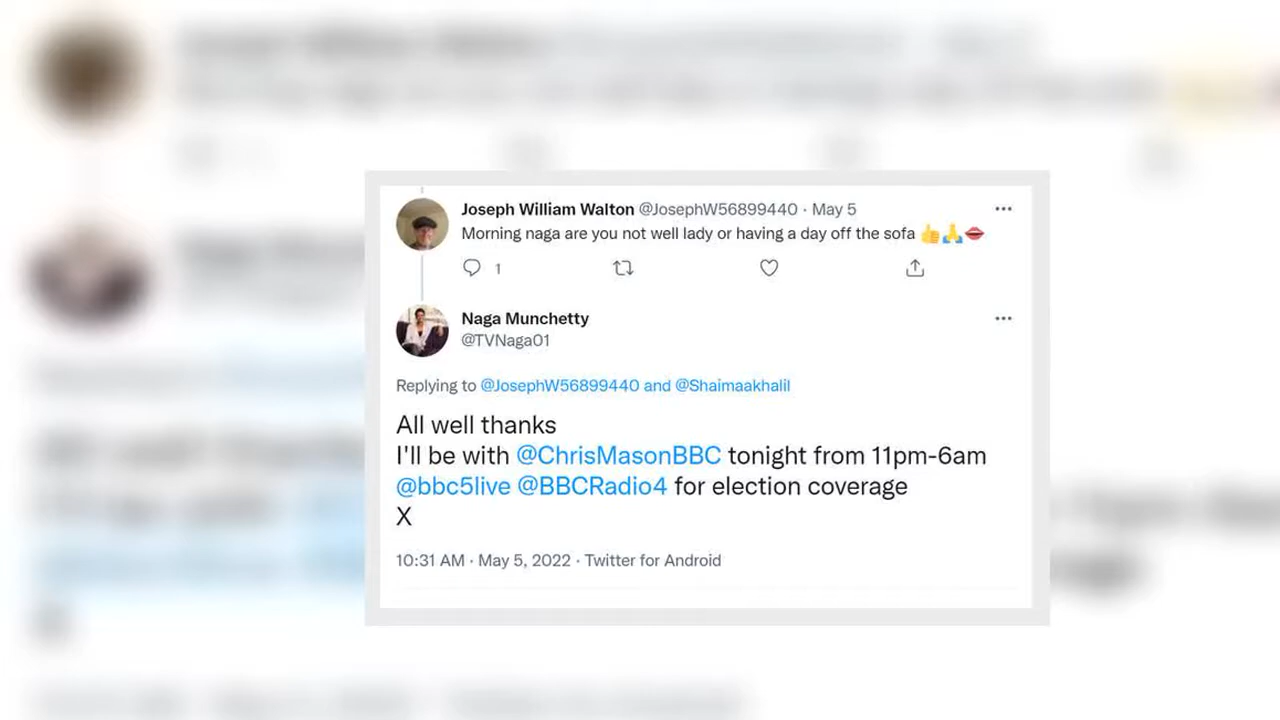 Joseph William Walton @JosephW56899440 · May 5
Morning naga are you not well lady or having a day off the sofa 👍🙏👄
1
Naga Munchetty
@TVNaga01
Replying to @JosephW56899440 and @Shaimaakhalil
All well thanks
I'll be with @ChrisMasonBBC tonight from 11pm-6am
@bbc5live @BBCRadio4 for election coverage
X
10:31 AM · May 5, 2022 · Twitter for Android